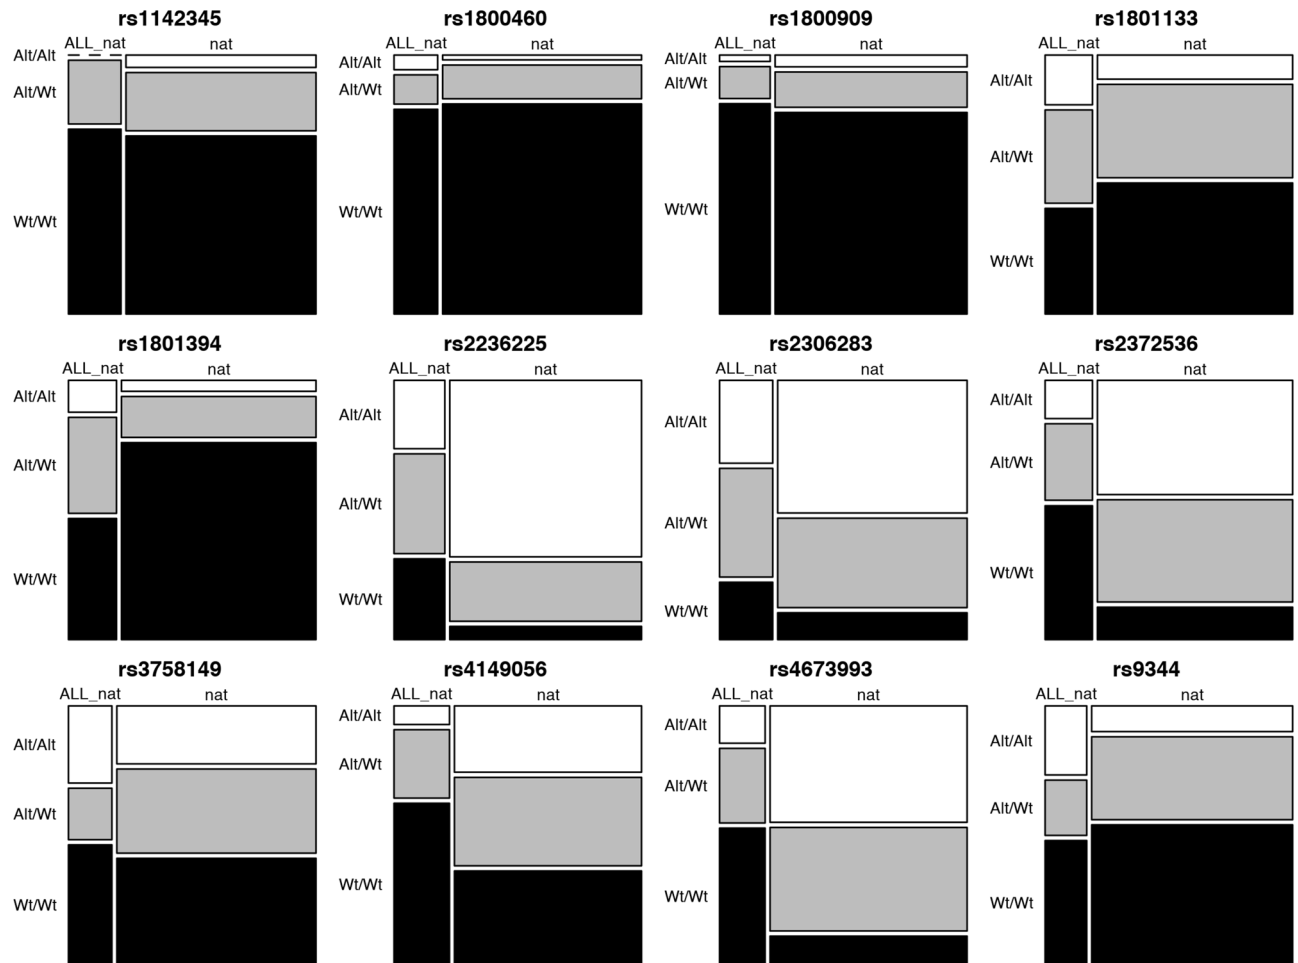 rs1142345
ALL_nat nat
Alt/Alt
Alt/Wt
Wt/Wt
rs1800460
ALL_nat nat
Alt/Alt
Alt/Wt
Wt/Wt
rs1800909
ALL_nat nat
Alt/Alt
Alt/Wt
Wt/Wt
rs1801133
ALL_nat nat
Alt/Alt
Alt/Wt
Wt/Wt
rs1801394
ALL_nat nat
Alt/Alt
Alt/Wt
Wt/Wt
rs2236225
ALL_nat nat
Alt/Alt
Alt/Wt
Wt/Wt
rs2306283
ALL_nat nat
Alt/Alt
Alt/Wt
Wt/Wt
rs2372536
ALL_nat nat
Alt/Alt
Alt/Wt
Wt/Wt
rs3758149
ALL_nat nat
Alt/Alt
Alt/Wt
Wt/Wt
rs4149056
ALL_nat nat
Alt/Alt
Alt/Wt
Wt/Wt
rs4673993
ALL_nat nat
Alt/Alt
Alt/Wt
Wt/Wt
rs9344
ALL_nat nat
Alt/Alt
Alt/Wt
Wt/Wt